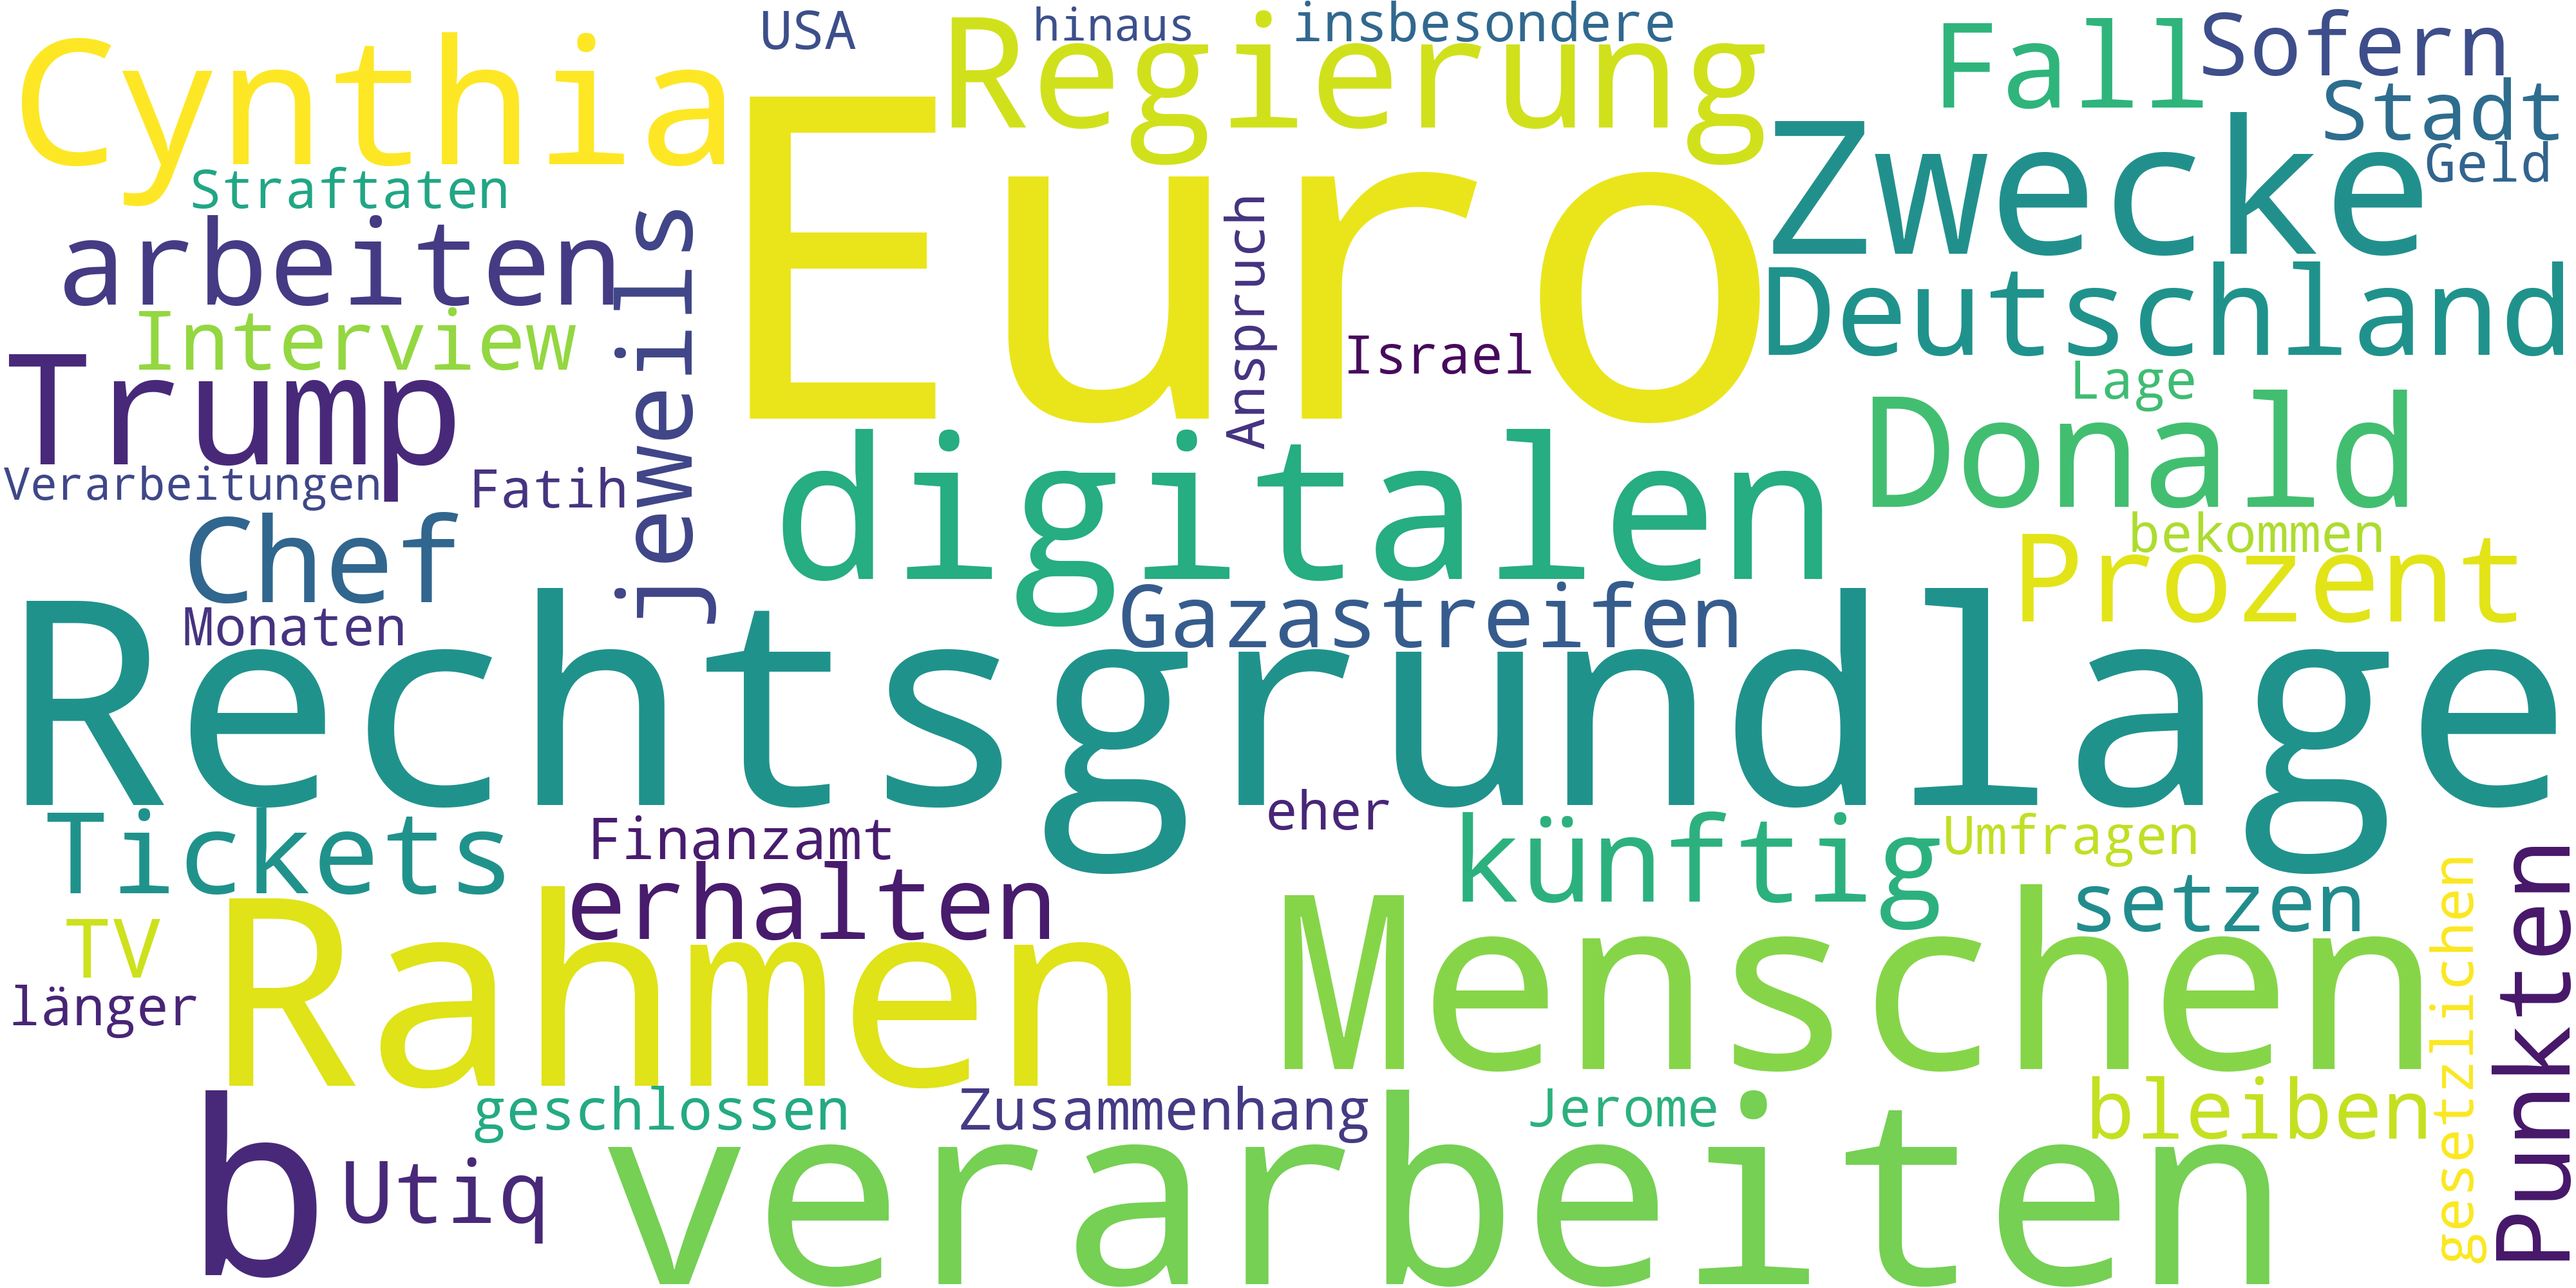 Cynthia
USA
Regierung
hinaus
insbesondere
Fall
Sofern
Stadt
Geld
Straftaten
Euro
Zwecke
arbeiten
jeweils
Anspruch
Deutschland
Interview
Israel
Lage
Trump
Donald
Verarbeitungen
Fatih
digitalen
bekommen
Chef
Prozent
Monaten
Gazastreifen
Rechtsgrundlage
Tickets
Finanzamt
eher
künftig
Umfragen
erhalten
setzen
Punkten
TV
Rahmen
Menschen
gesetzlichen
länger
b
geschlossen
Zusammenhang
Jerome
bleiben
Utiq
verarbeiten